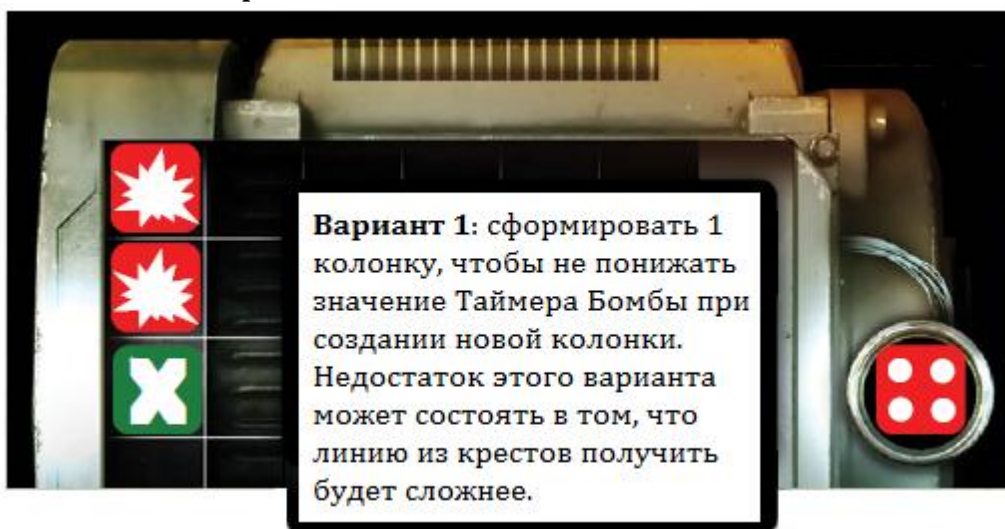 Вариант 1: сформировать 1
колонку, чтобы не понижать
значение Таймера Бомбы при
создании новой колонки.
Недостаток этого варианта
может состоять в том, что
линию из крестов получить
будет сложнее.